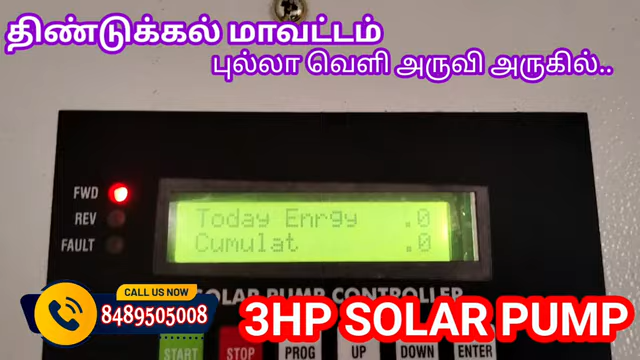 திண்டுக்கல் மாவட்டம்
புல்லா வெளி அருவி அருகில்..
FWD
REV
FAULT
Today Enrgy .0
Cumulat .0
SOLAR PUMP CONTROLLER
CALL US NOW
8489505008
3HP SOLAR PUMP
START STOP PROG UP DOWN ENTER